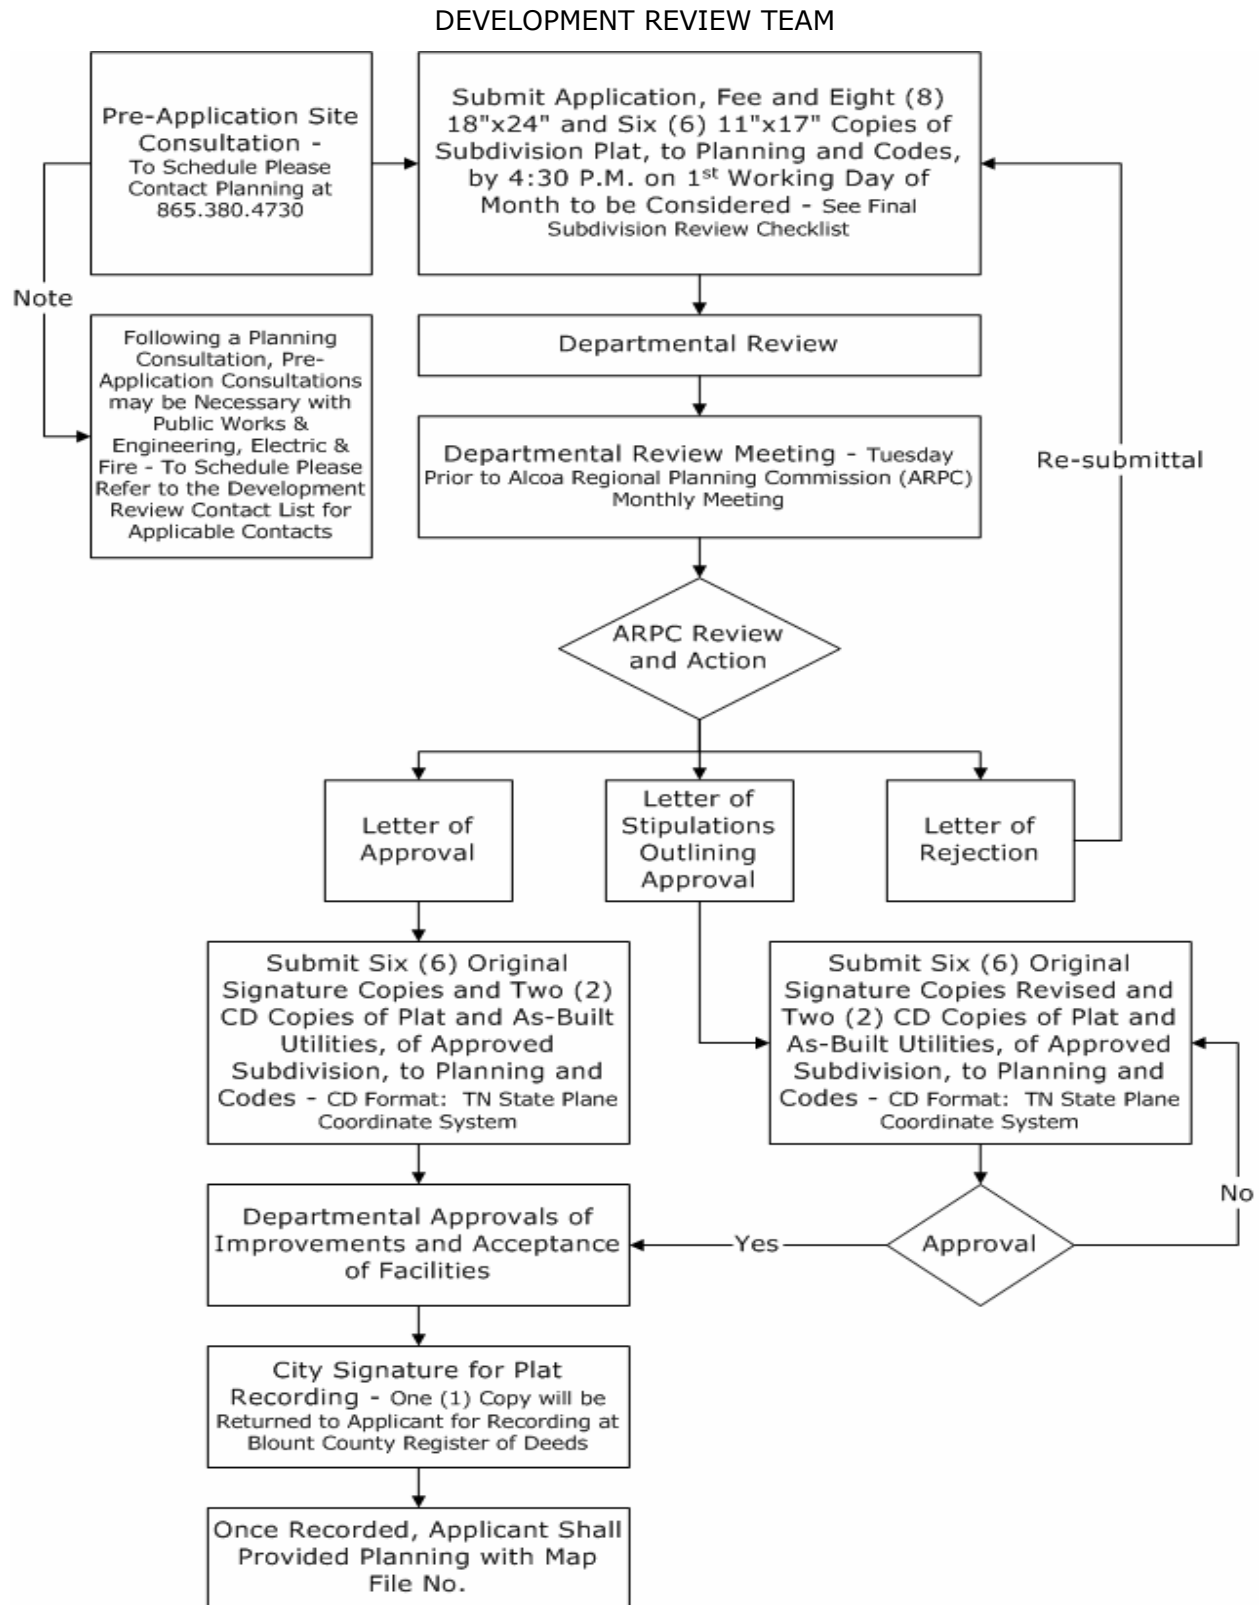 DEVELOPMENT REVIEW TEAM
Pre-Application Site
Consultation -
To Schedule Please
Contact Planning at
865.380.4730
Submit Application, Fee and Eight (8)
18"x24" and Six (6) 11"x17" Copies of
Subdivision Plat, to Planning and Codes,
by 4:30 P.M. on 1st Working Day of
Month to be Considered - See Final
Subdivision Review Checklist
Note
Following a Planning
Consultation, Pre-
Application Consultations
may be Necessary with
Public Works &
Engineering, Electric &
Fire - To Schedule Please
Refer to the Development
Review Contact List for
Applicable Contacts
Departmental Review
Departmental Review Meeting - Tuesday
Prior to Alcoa Regional Planning Commission (ARPC)
Monthly Meeting
Re-submittal
ARPC Review
and Action
Letter of
Approval
Letter of
Stipulations
Outlining
Approval
Letter of
Rejection
Submit Six (6) Original
Signature Copies and Two (2)
CD Copies of Plat and As-Built
Utilities, of Approved
Subdivision, to Planning and
Codes - CD Format: TN State Plane
Coordinate System
Submit Six (6) Original
Signature Copies Revised and
Two (2) CD Copies of Plat and
As-Built Utilities, of Approved
Subdivision, to Planning and
Codes - CD Format: TN State Plane
Coordinate System
Departmental Approvals of
Improvements and Acceptance
of Facilities
Yes
Approval
No
City Signature for Plat
Recording - One (1) Copy will be
Returned to Applicant for Recording at
Blount County Register of Deeds
Once Recorded, Applicant Shall
Provided Planning with Map
File No.